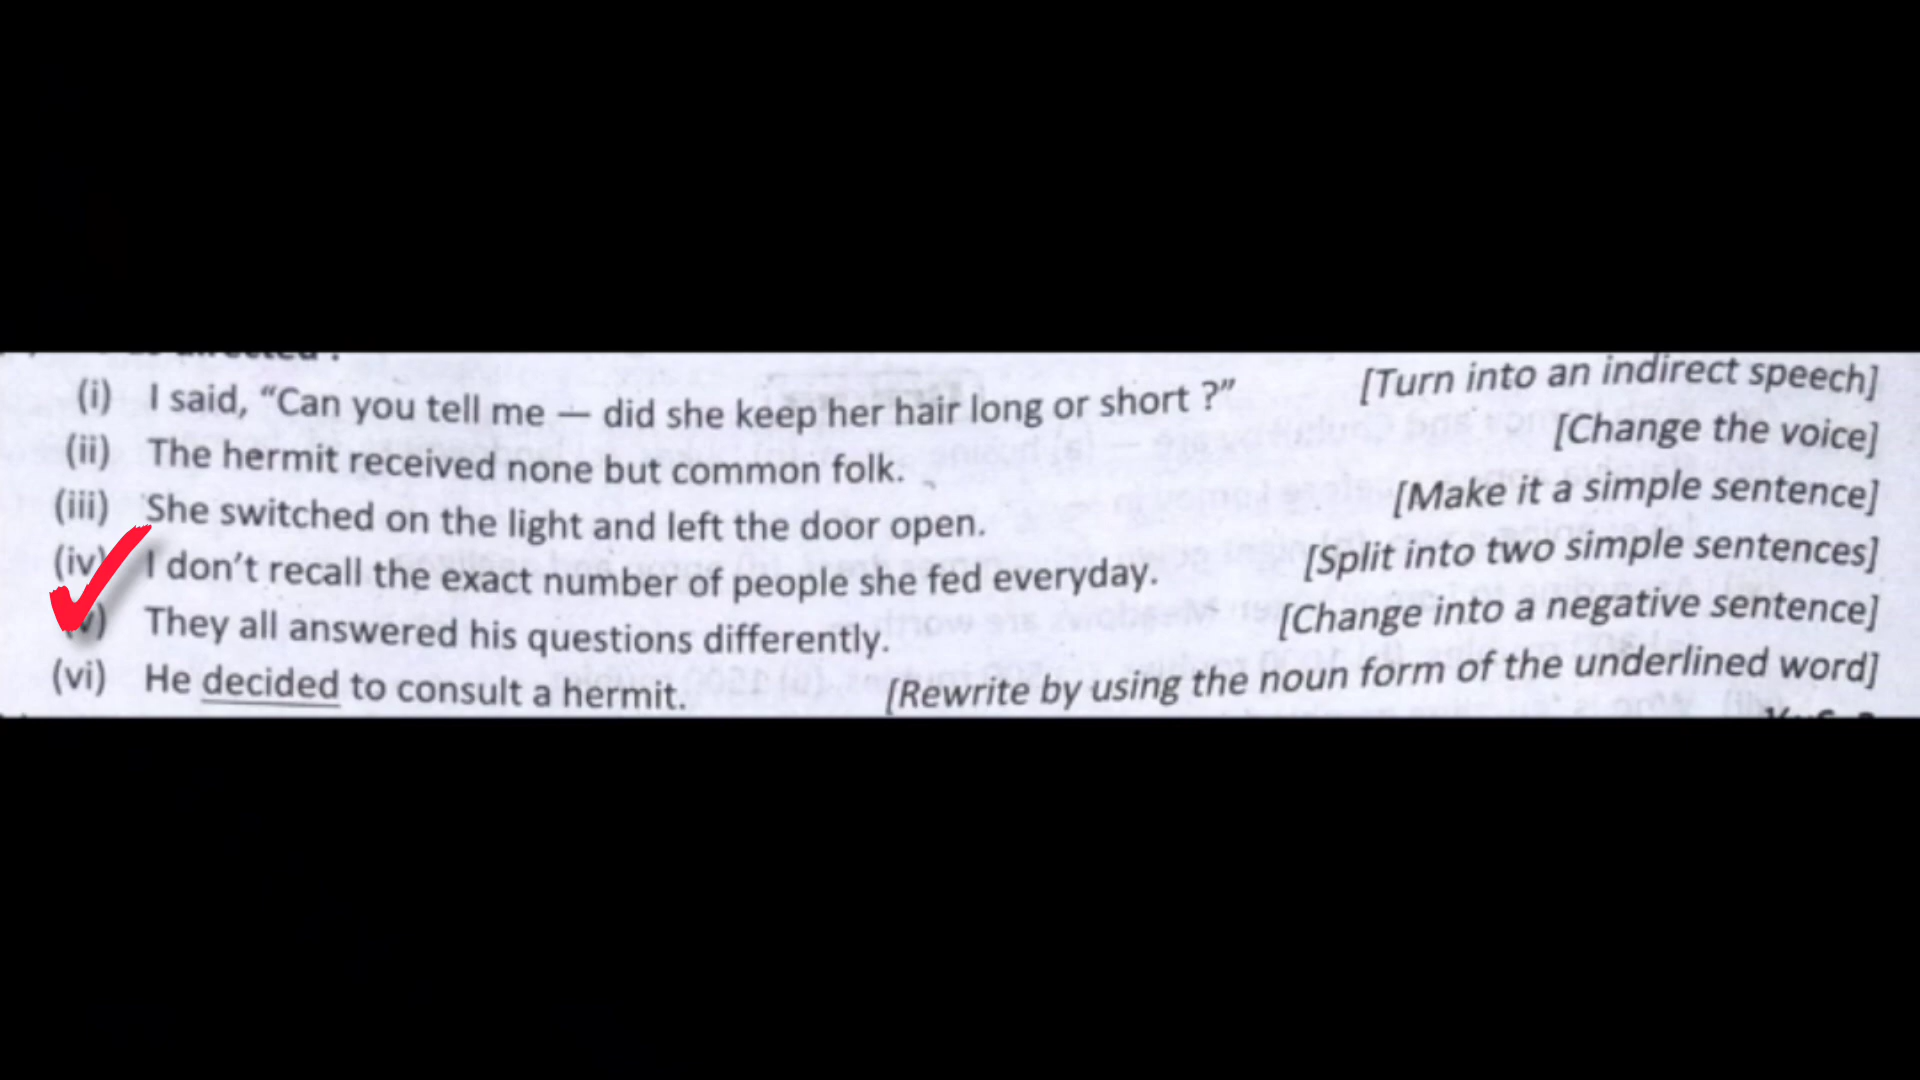 directed :
(i) I said, “Can you tell me — did she keep her hair long or short ?” [Turn into an indirect speech]
(ii) The hermit received none but common folk. [Change the voice]
(iii) She switched on the light and left the door open. [Make it a simple sentence]
(iv) I don’t recall the exact number of people she fed everyday. [Split into two simple sentences]
(v) They all answered his questions differently. [Change into a negative sentence]
(vi) He decided to consult a hermit. [Rewrite by using the noun form of the underlined word]